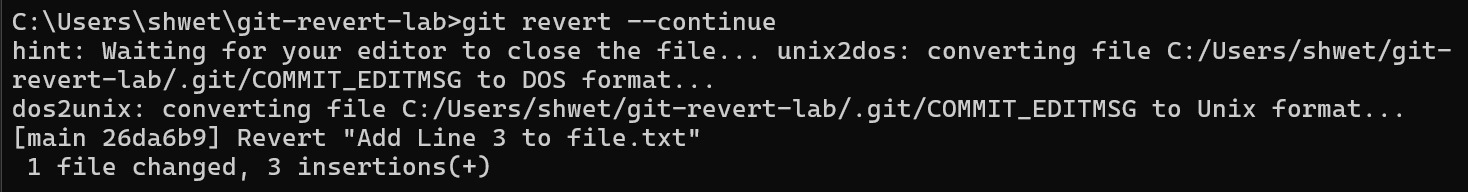 C:\Users\shwet\git-revert-lab>git revert --continue
hint: Waiting for your editor to close the file... unix2dos: converting file C:/Users/shwet/git-
revert-lab/.git/COMMIT_EDITMSG to DOS format...
dos2unix: converting file C:/Users/shwet/git-revert-lab/.git/COMMIT_EDITMSG to Unix format...
[main 26da6b9] Revert "Add Line 3 to file.txt"
 1 file changed, 3 insertions(+)